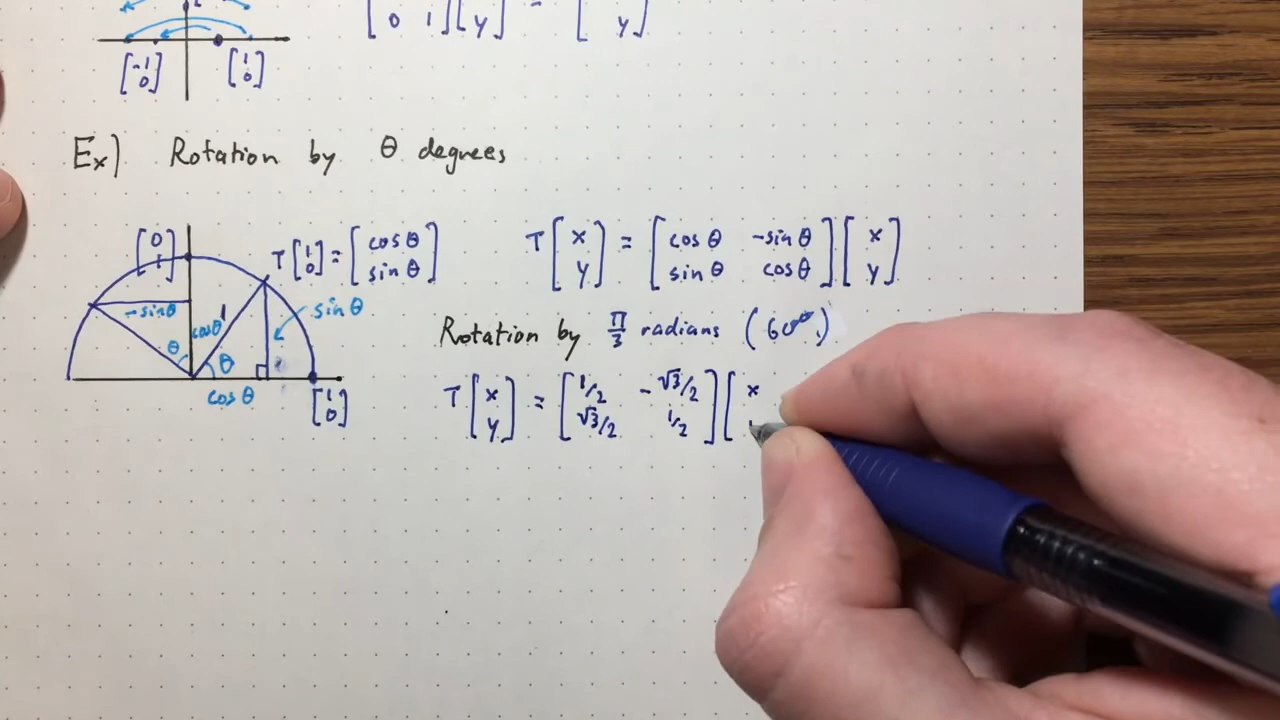 [0 1] [y] = [y]
[-1 0] [1 0]
Ex) Rotation by θ degrees
[0 1] T[1 0] = [cos θ sin θ]
T[x y] = [cos θ -sin θ sin θ cos θ] [x y]
-sin θ cos θ 1 sin θ
θ θ
cos θ [1 0]
Rotation by π/3 radians (60°)
T[x y] = [1/2 -√3/2 √3/2 1/2] [x